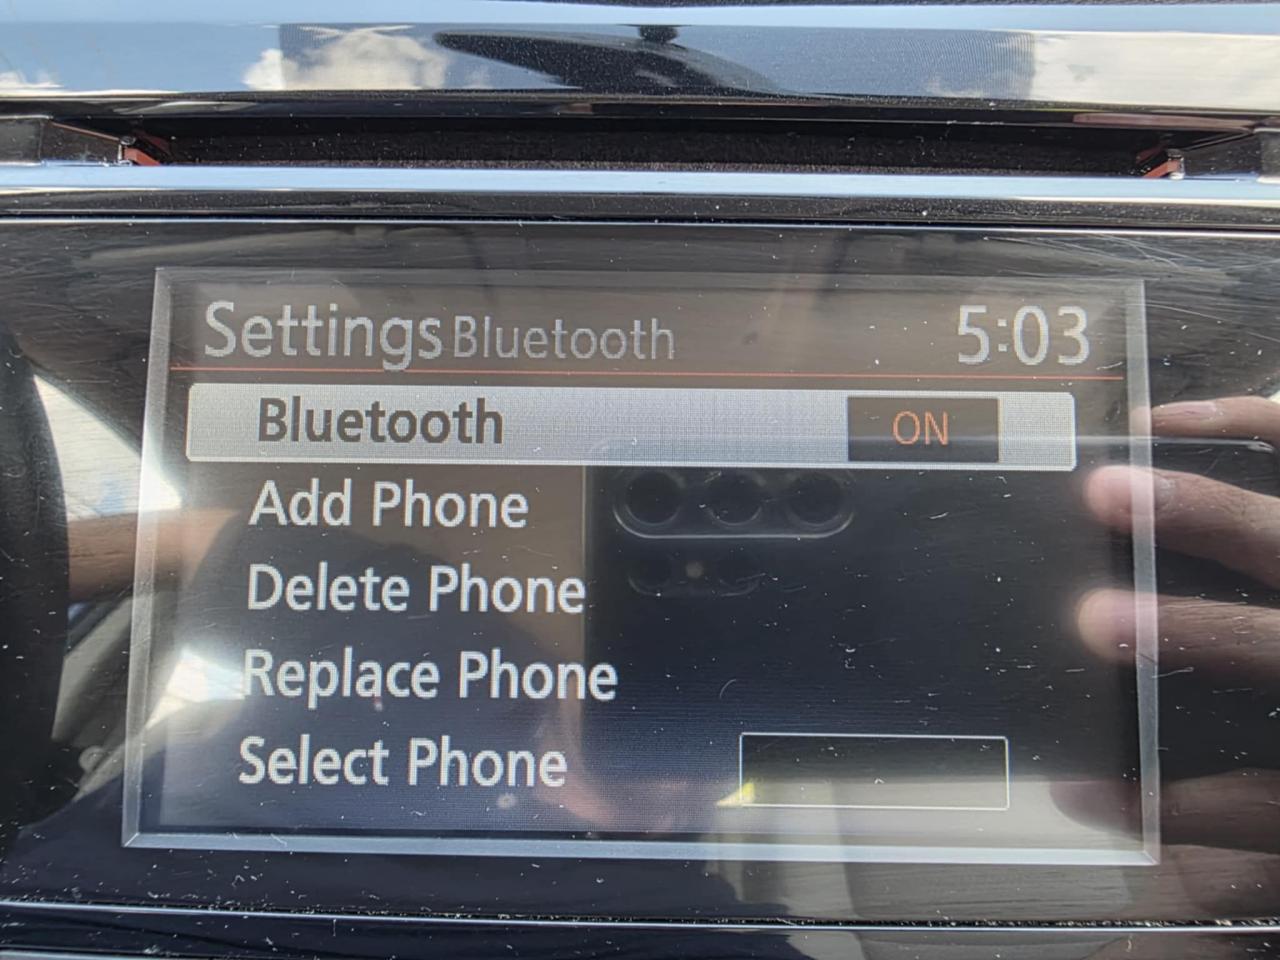 Settings Bluetooth 5:03
Bluetooth ON
Add Phone
Delete Phone
Replace Phone
Select Phone